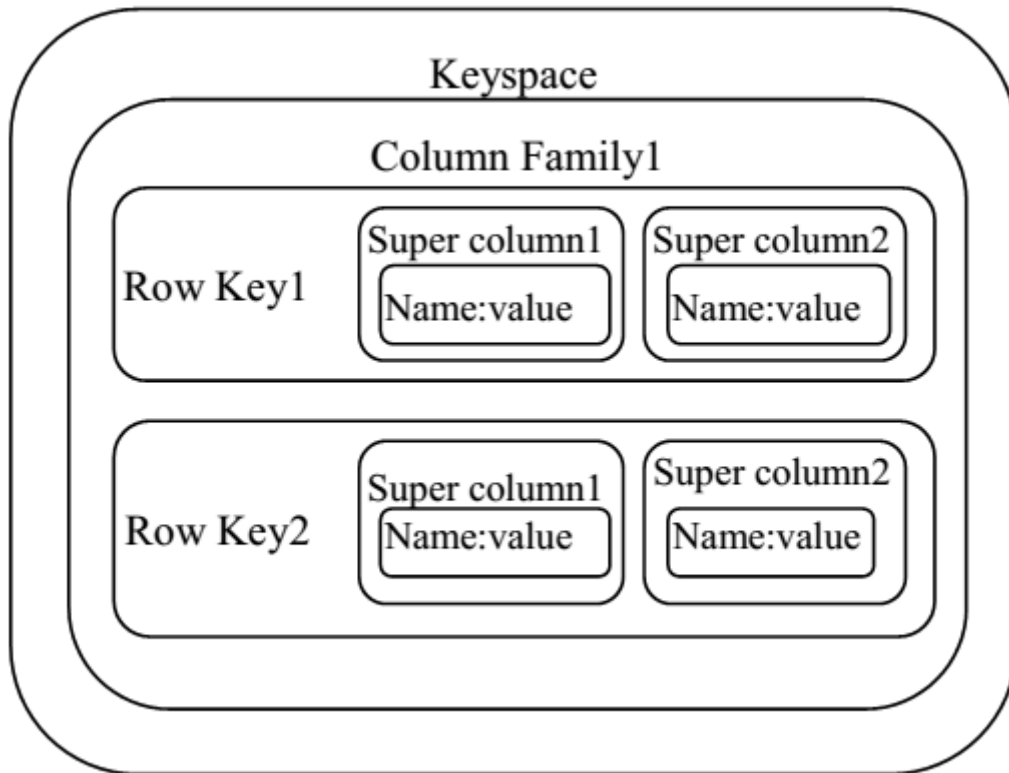 Keyspace
Column Family1
Row Key1
Super column1
Name:value
Super column2
Name:value
Row Key2
Super column1
Name:value
Super column2
Name:value